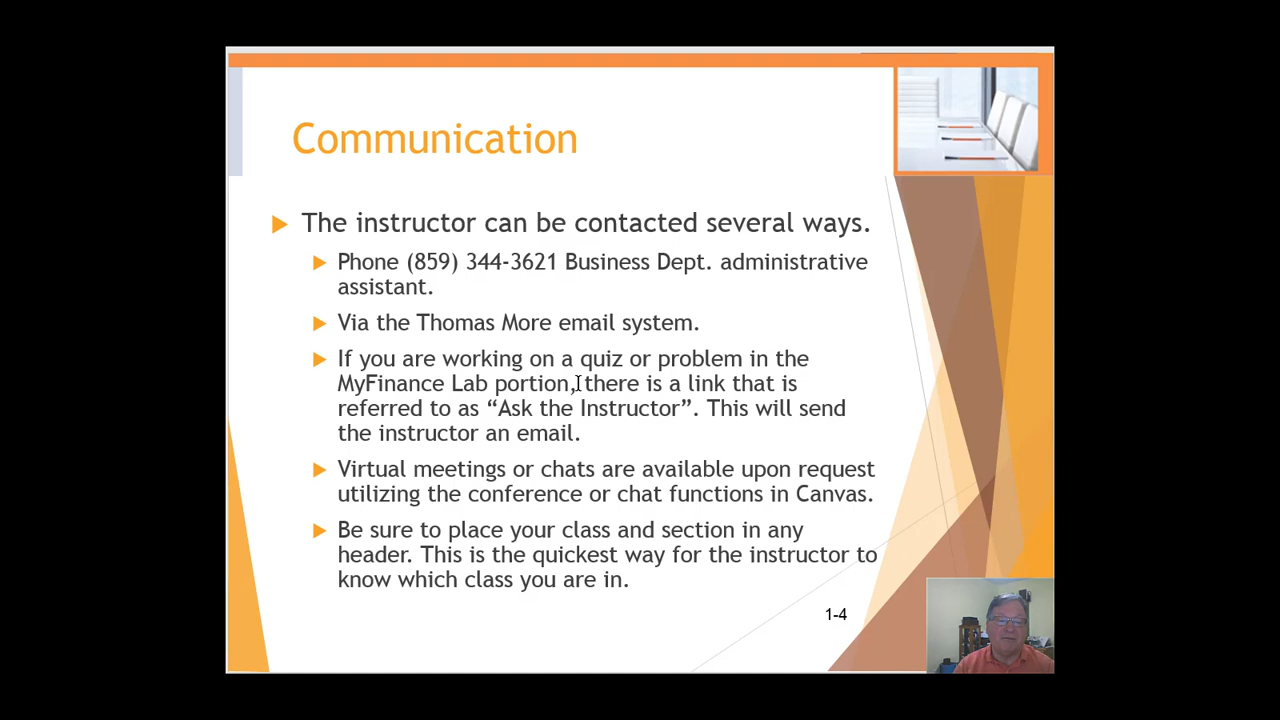 Communication
The instructor can be contacted several ways.
Phone (859) 344-3621 Business Dept. administrative
assistant.
Via the Thomas More email system.
If you are working on a quiz or problem in the
MyFinance Lab portion, there is a link that is
referred to as “Ask the Instructor”. This will send
the instructor an email.
Virtual meetings or chats are available upon request
utilizing the conference or chat functions in Canvas.
Be sure to place your class and section in any
header. This is the quickest way for the instructor to
know which class you are in.
1-4